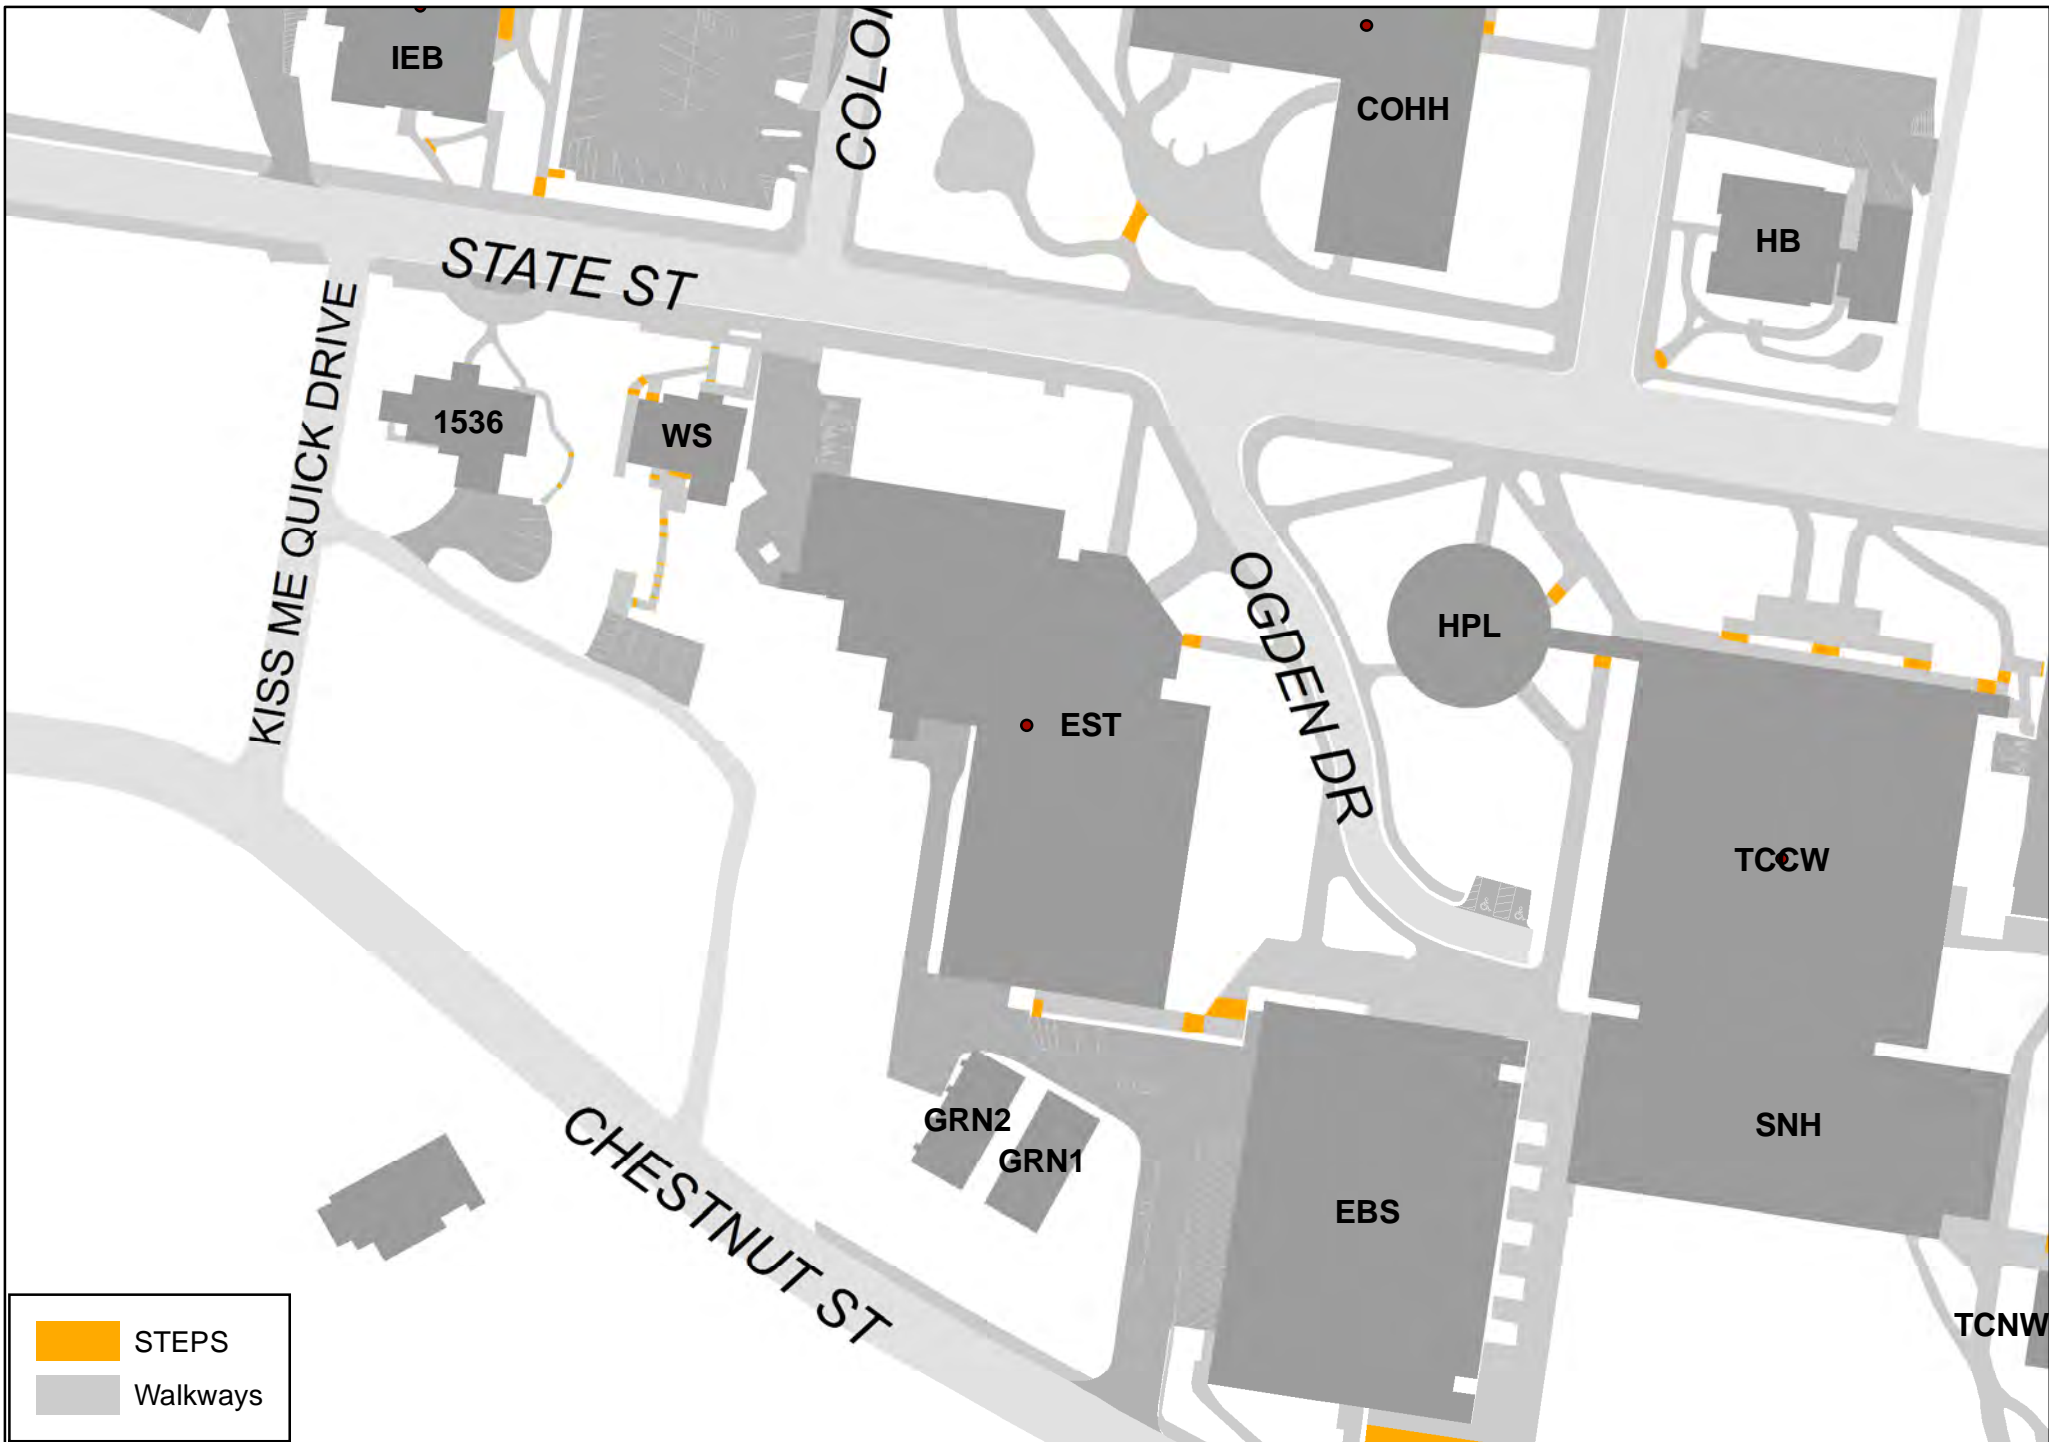 IEB
COLO
COHH
HB
STATE ST
KISS ME QUICK DRIVE
1536
WS
OGDEN DR
HPL
EST
TCCW
GRN2
GRN1
SNH
EBS
CHESTNUT ST
TCNW
STEPS
Walkways